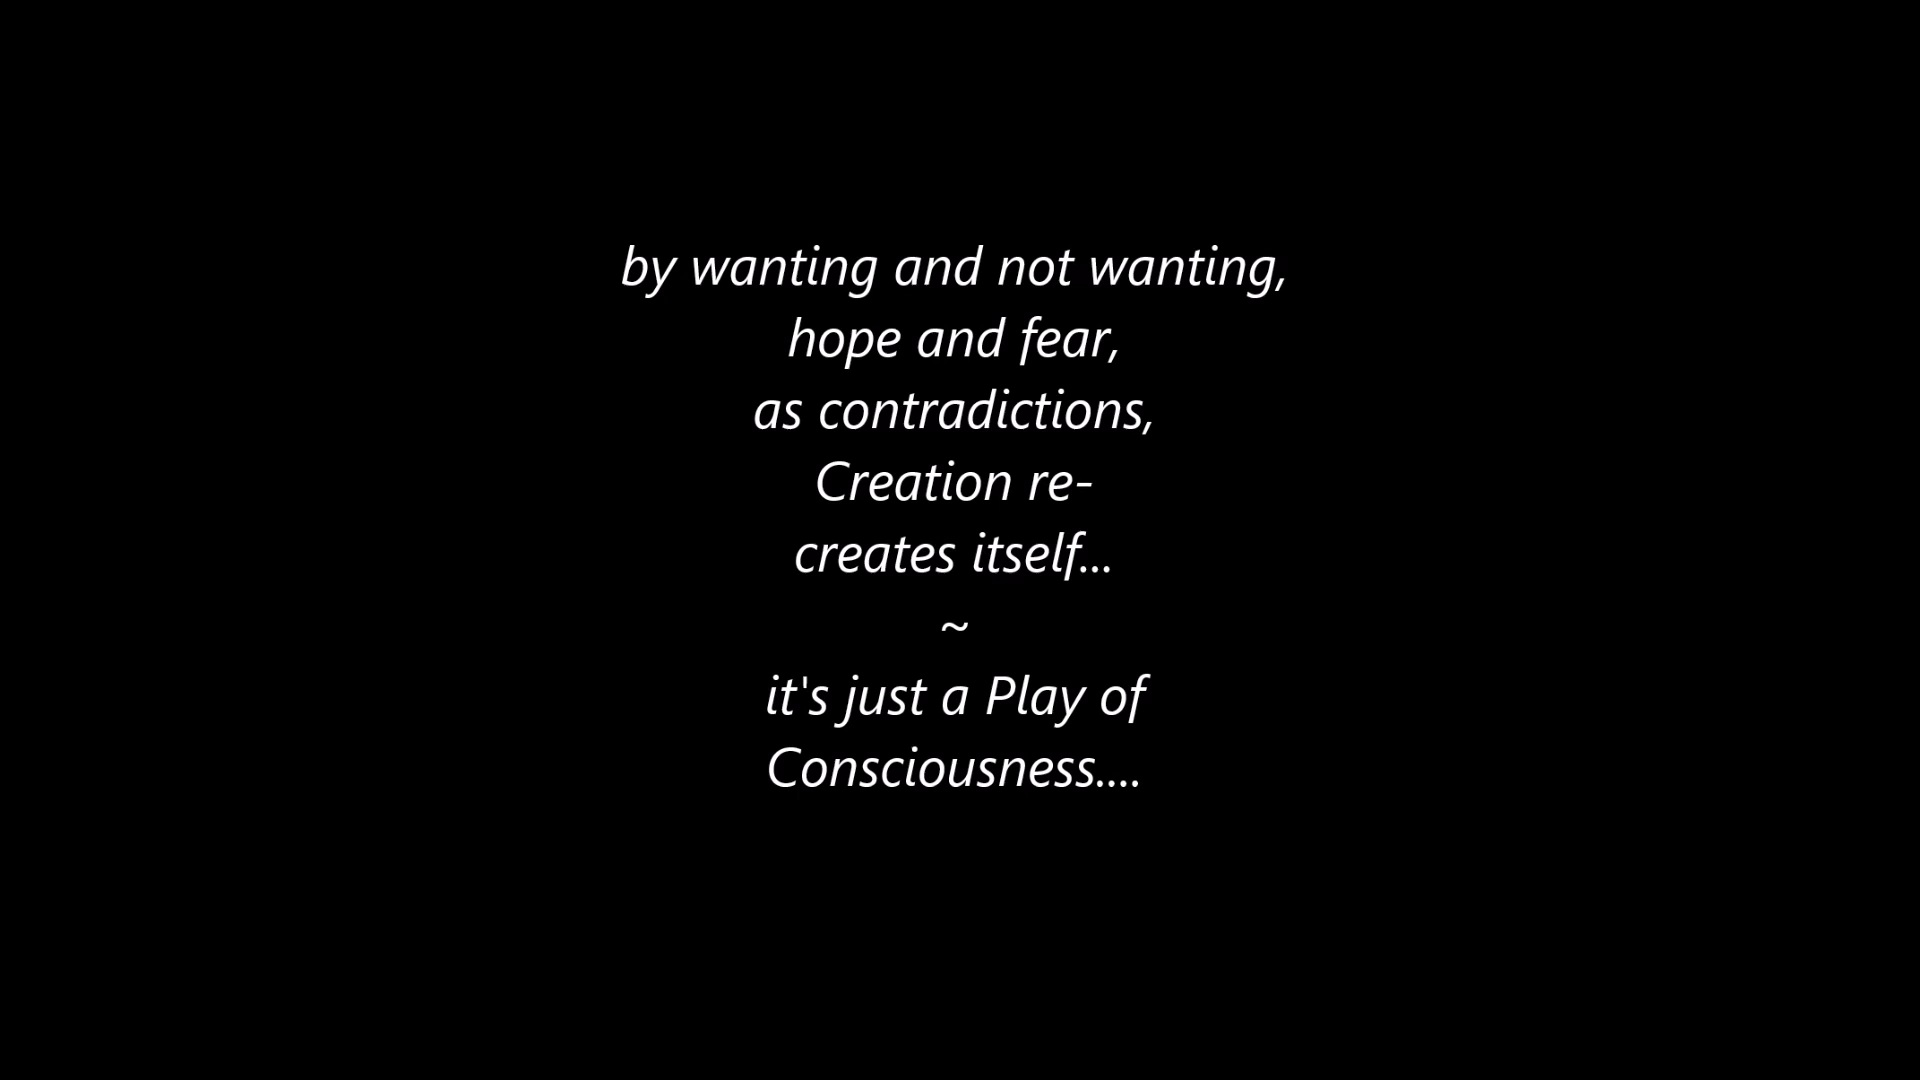 by wanting and not wanting,
hope and fear,
as contradictions,
Creation re-
creates itself...
~
it's just a Play of
Consciousness....